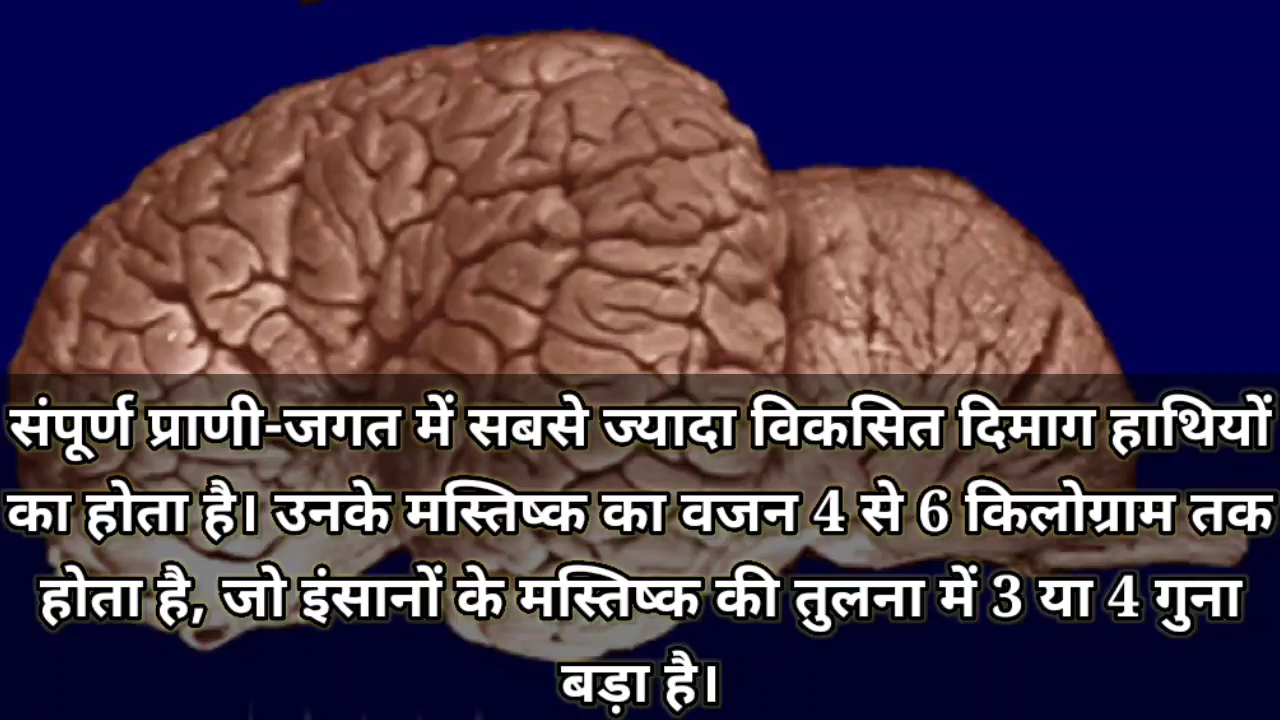 संपूर्ण प्राणी-जगत में सबसे ज्यादा विकसित दिमाग हाथियों
का होता है। उनके मस्तिष्क का वजन 4 से 6 किलोग्राम तक
होता है, जो इंसानों के मस्तिष्क की तुलना में 3 या 4 गुना
बड़ा है।